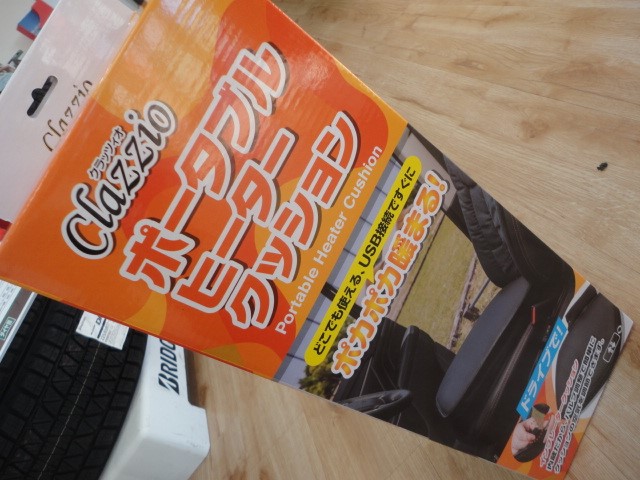 クラッツィオ
Clazzio
ポータブル
ヒーター
クッション
Portable Heater Cushion
どこでも使える、USB接続ですぐに
ポカポカ暖まる!
ドライブで!!